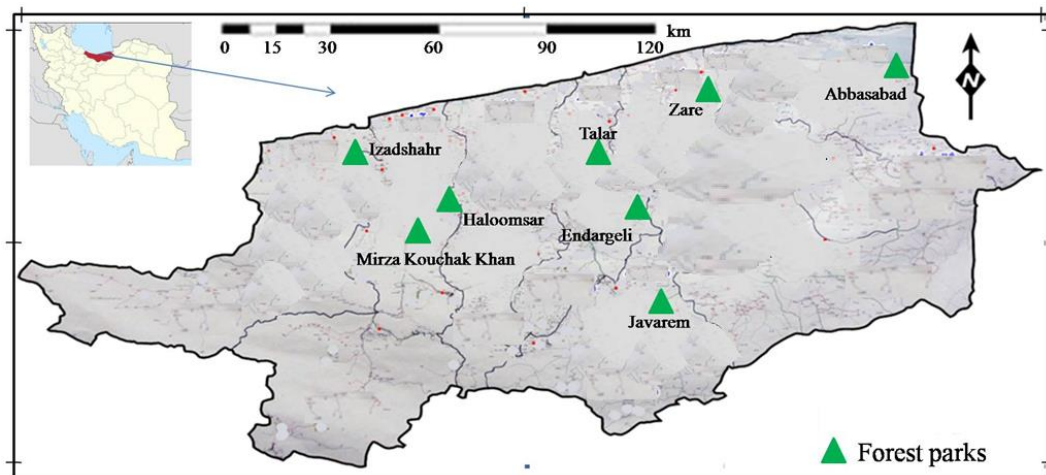 km
0 15 30 60 90 120
N
Abbasabad
Zare
Talar
Izadshahr
Haloomsar
Endargeli
Mirza Kouchak Khan
Javarem
Forest parks